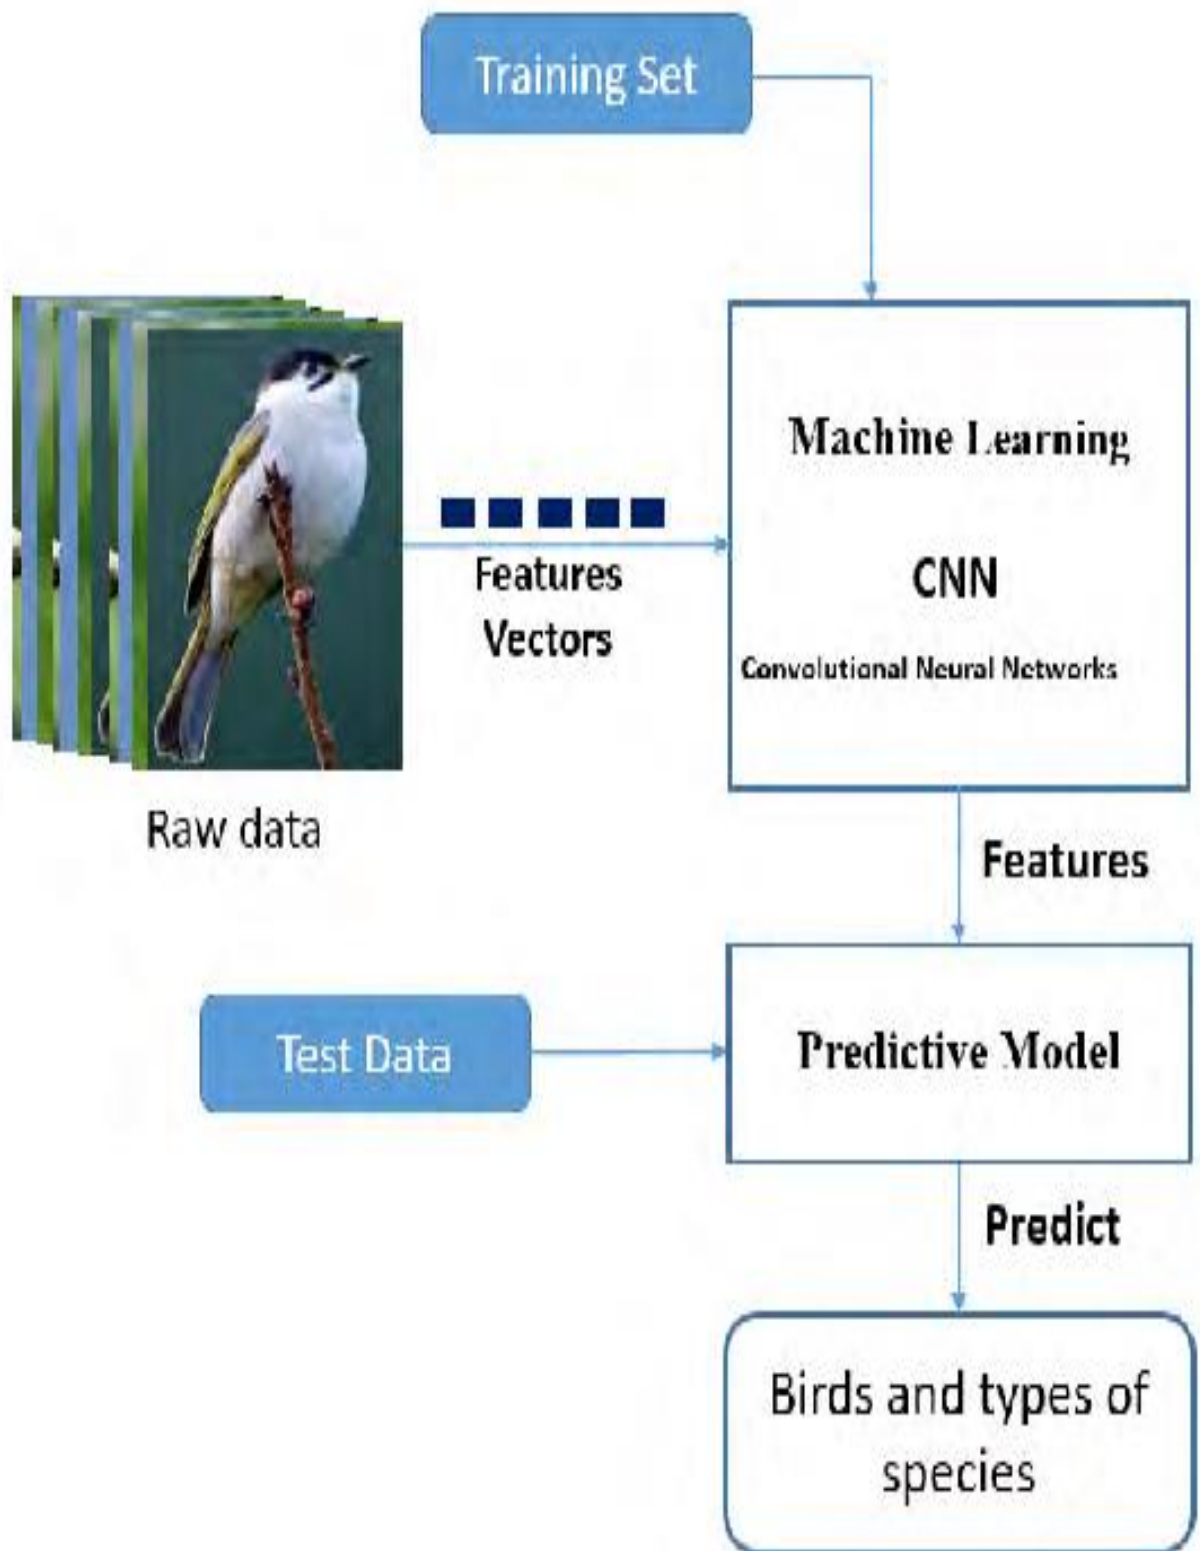 Training Set
Machine Learning
CNN
Convolutional Neural Networks
Features
Vectors
Raw data
Features
Test Data
Predictive Model
Predict
Birds and types of
species